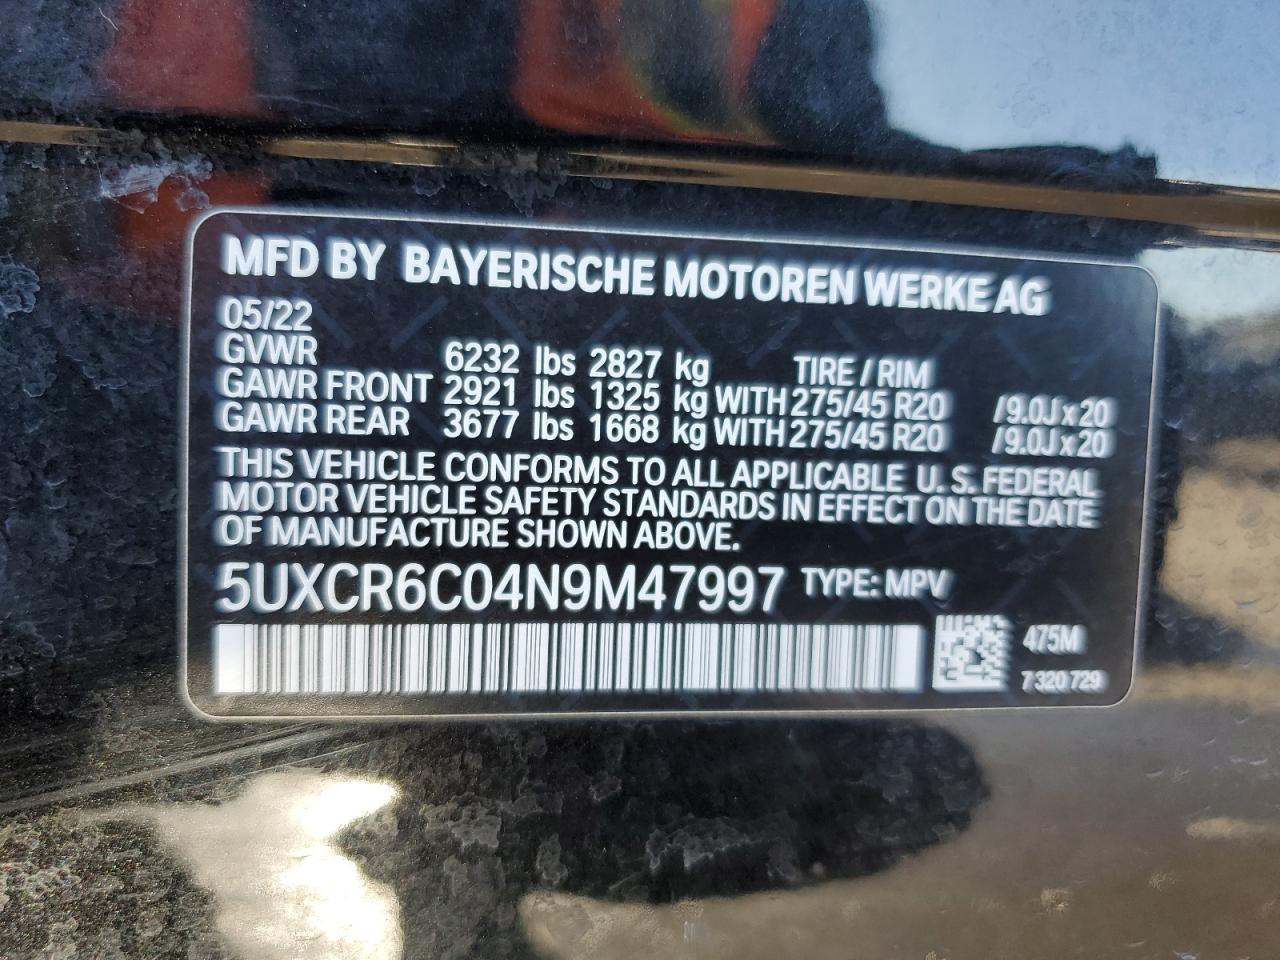 MFD BY BAYERISCHE MOTOREN WERKE AG
05/22
GVWR 6232 lbs 2827 kg TIRE / RIM
GAWR FRONT 2921 lbs 1325 kg WITH 275/45 R20 /9.0J x 20
GAWR REAR 3677 lbs 1668 kg WITH 275/45 R20 /9.0J x 20
THIS VEHICLE CONFORMS TO ALL APPLICABLE U. S. FEDERAL
MOTOR VEHICLE SAFETY STANDARDS IN EFFECT ON THE DATE
OF MANUFACTURE SHOWN ABOVE.
5UXCR6C04N9M47997 TYPE: MPV
475M
7 320 729